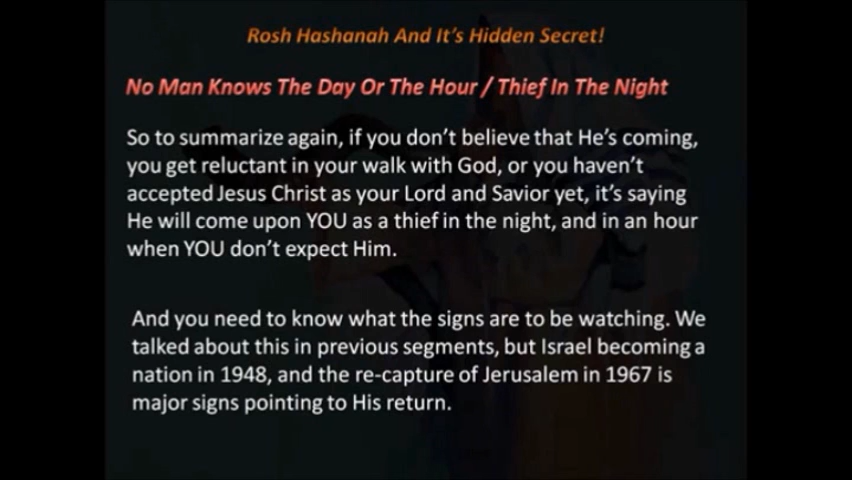 Rosh Hashanah And It's Hidden Secret!
No Man Knows The Day Or The Hour / Thief In The Night
So to summarize again, if you don't believe that He's coming,
you get reluctant in your walk with God, or you haven't
accepted Jesus Christ as your Lord and Savior yet, it's saying
He will come upon YOU as a thief in the night, and in an hour
when YOU don't expect Him.
And you need to know what the signs are to be watching. We
talked about this in previous segments, but Israel becoming a
nation in 1948, and the re-capture of Jerusalem in 1967 is
major signs pointing to His return.